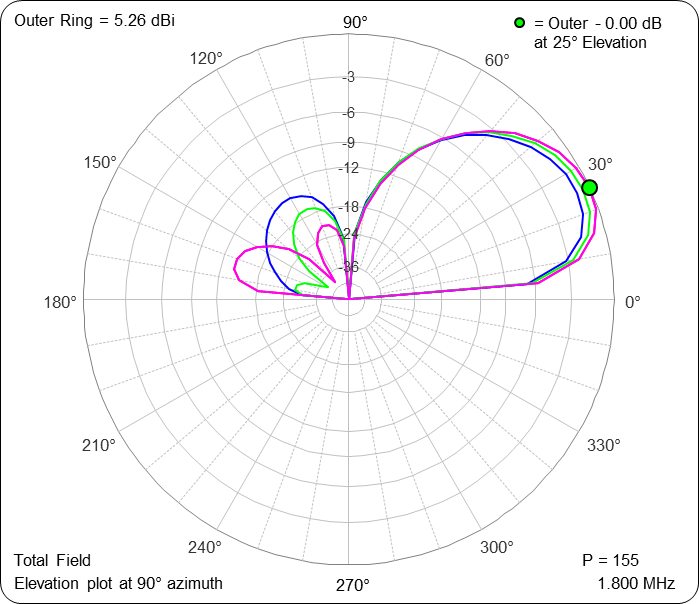 Outer Ring = 5.26 dBi
90°
= Outer - 0.00 dB
at 25° Elevation
120°
60°
-3
-6
-9
150°
30°
-12
-18
-24
-36
180°
0°
210°
330°
240°
300°
Total Field
P = 155
Elevation plot at 90° azimuth
270°
1.800 MHz